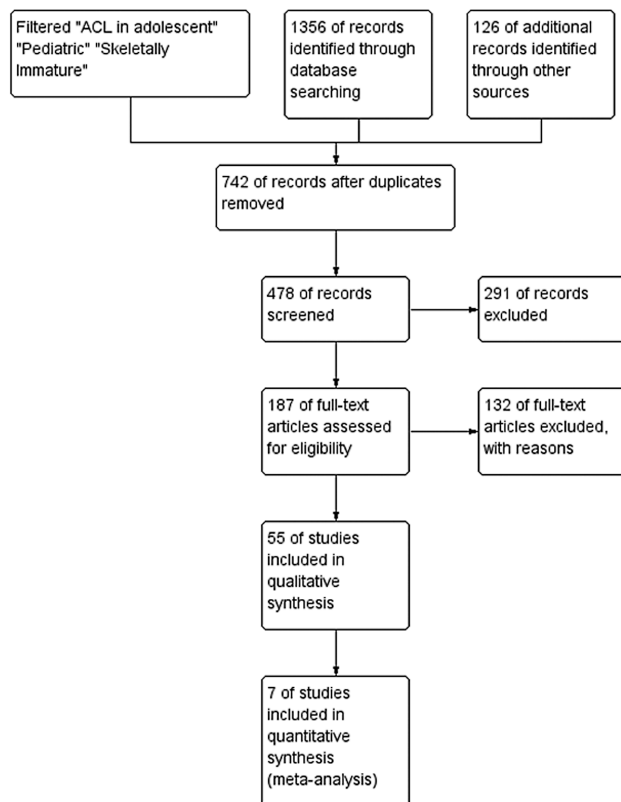 Filtered "ACL in adolescent"
"Pediatric" "Skeletally
Immature"
1356 of records
identified through
database
searching
126 of additional
records identified
through other
sources
742 of records after duplicates
removed
478 of records
screened
291 of records
excluded
187 of full-text
articles assessed
for eligibility
132 of full-text
articles excluded,
with reasons
55 of studies
included in
qualitative
synthesis
7 of studies
included in
quantitative
synthesis
(meta-analysis)